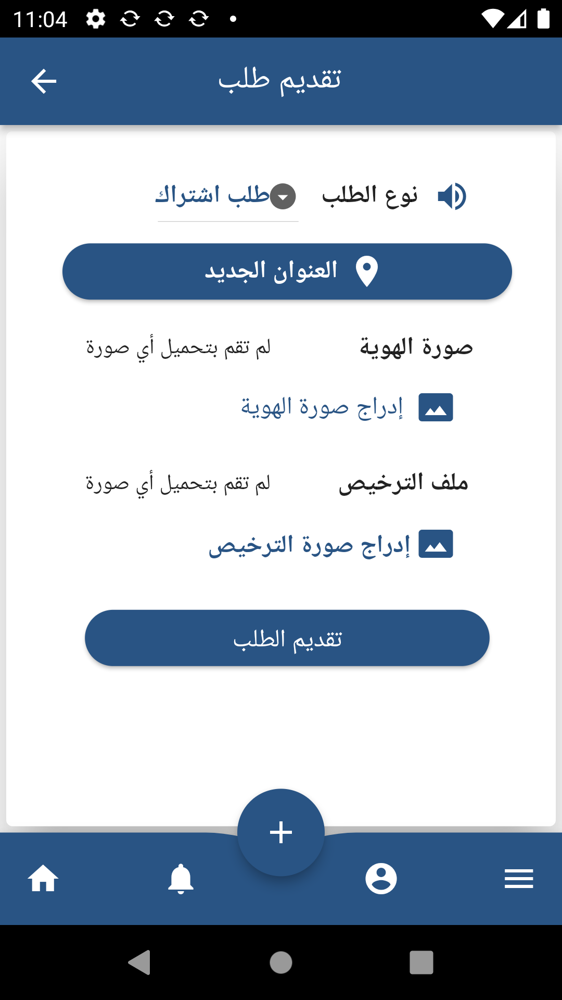 11:04
تقديم طلب
نوع الطلب طلب اشتراك
العنوان الجديد
صورة الهوية لم تقم بتحميل أي صورة
إدراج صورة الهوية
ملف الترخيص لم تقم بتحميل أي صورة
إدراج صورة الترخيص
تقديم الطلب